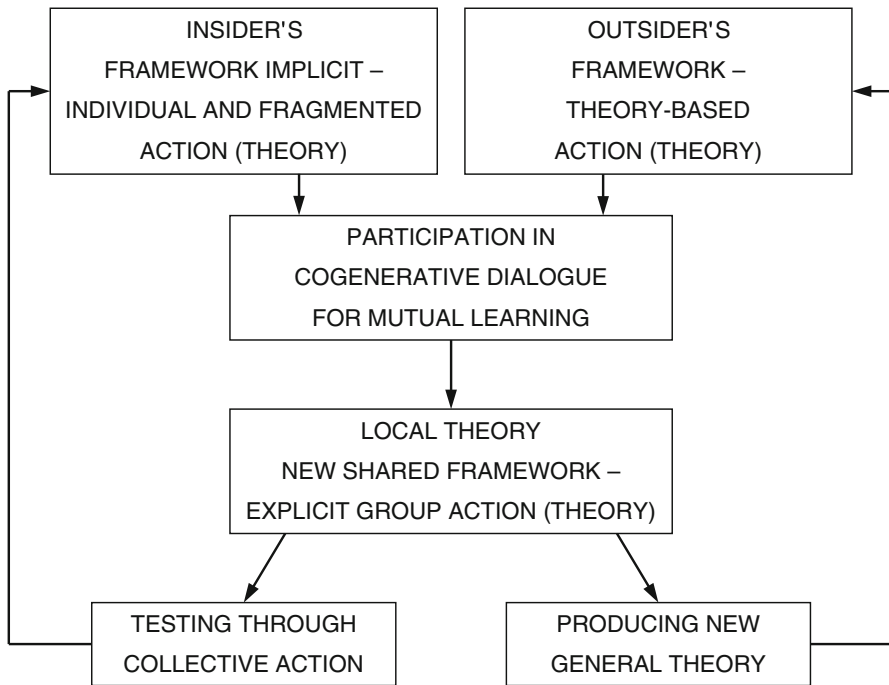 INSIDER'S
FRAMEWORK IMPLICIT –
INDIVIDUAL AND FRAGMENTED
ACTION (THEORY)
OUTSIDER'S
FRAMEWORK –
THEORY-BASED
ACTION (THEORY)
PARTICIPATION IN
COGENERATIVE DIALOGUE
FOR MUTUAL LEARNING
LOCAL THEORY
NEW SHARED FRAMEWORK –
EXPLICIT GROUP ACTION (THEORY)
TESTING THROUGH
COLLECTIVE ACTION
PRODUCING NEW
GENERAL THEORY